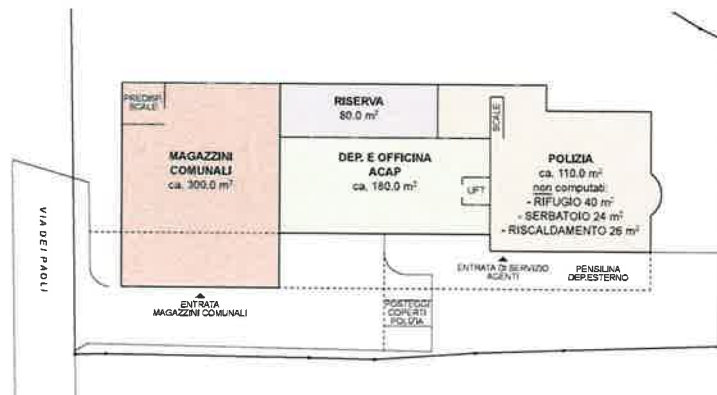 PREDISP.
SCALE
RISERVA
80.0 m²
SCALE
MAGAZZINI
COMUNALI
ca. 300.0 m²
DEP. E OFFICINA
ACAP
ca. 180.0 m²
LIFT
POLIZIA
ca. 110.0 m²
non computati:
- RIFUGIO 40 m²
- SERBATOIO 24 m²
- RISCALDAMENTO 26 m²
VIA DEI PAOLI
ENTRATA
MAGAZZINI COMUNALI
POSTEGGI
COPERTI
POLIZIA
ENTRATA DI SERVIZIO
AGENTI
PENSILINA
DEP.ESTERNO